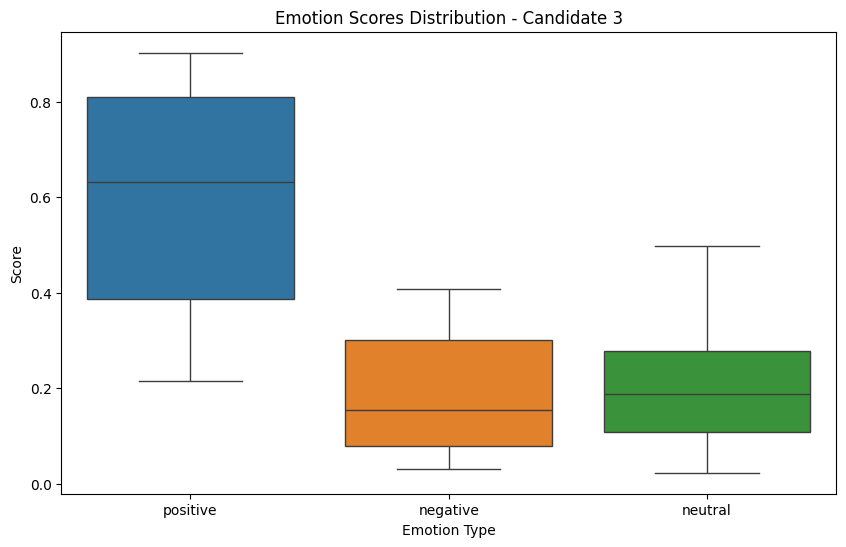 Emotion Scores Distribution - Candidate 3
Score
0.8
0.6
0.4
0.2
0.0
positive
negative
neutral
Emotion Type